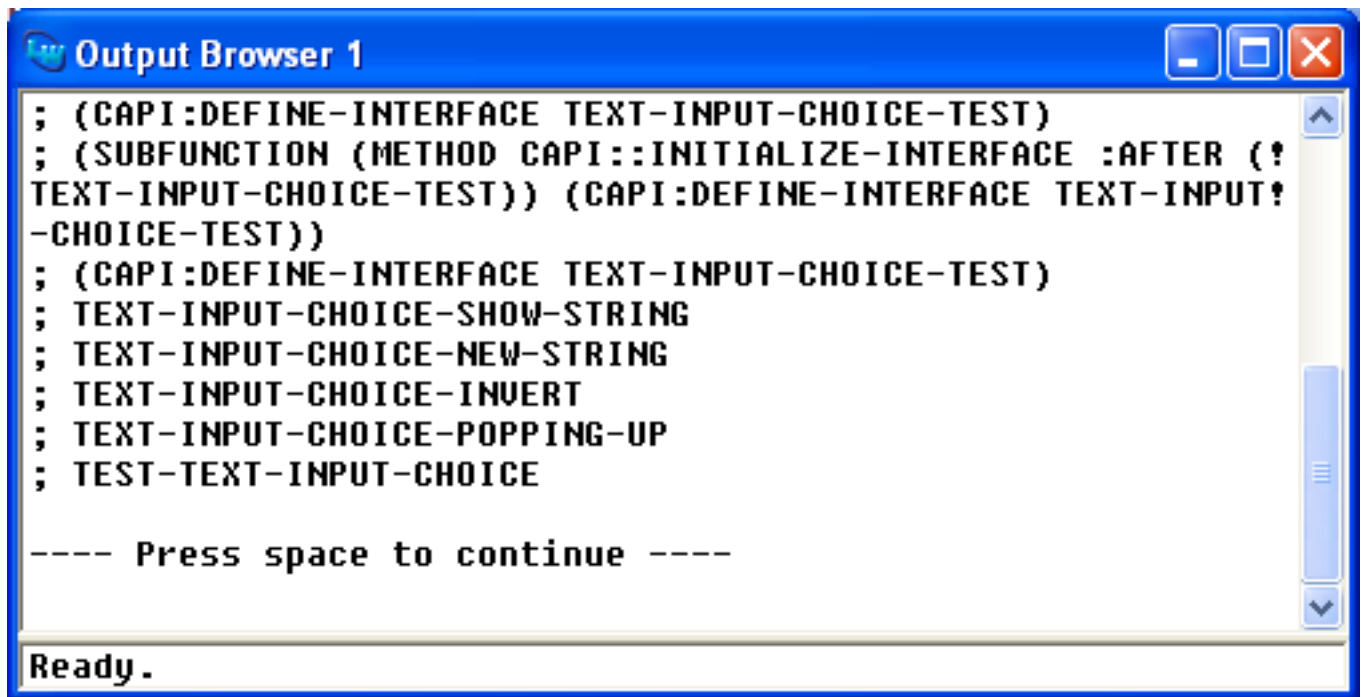 LW Output Browser 1
; (CAPI:DEFINE-INTERFACE TEXT-INPUT-CHOICE-TEST)
; (SUBFUNCTION (METHOD CAPI::INITIALIZE-INTERFACE :AFTER (!
TEXT-INPUT-CHOICE-TEST)) (CAPI:DEFINE-INTERFACE TEXT-INPUT!
-CHOICE-TEST))
; (CAPI:DEFINE-INTERFACE TEXT-INPUT-CHOICE-TEST)
; TEXT-INPUT-CHOICE-SHOW-STRING
; TEXT-INPUT-CHOICE-NEW-STRING
; TEXT-INPUT-CHOICE-INVERT
; TEXT-INPUT-CHOICE-POPPING-UP
; TEST-TEXT-INPUT-CHOICE
---- Press space to continue ----
Ready.